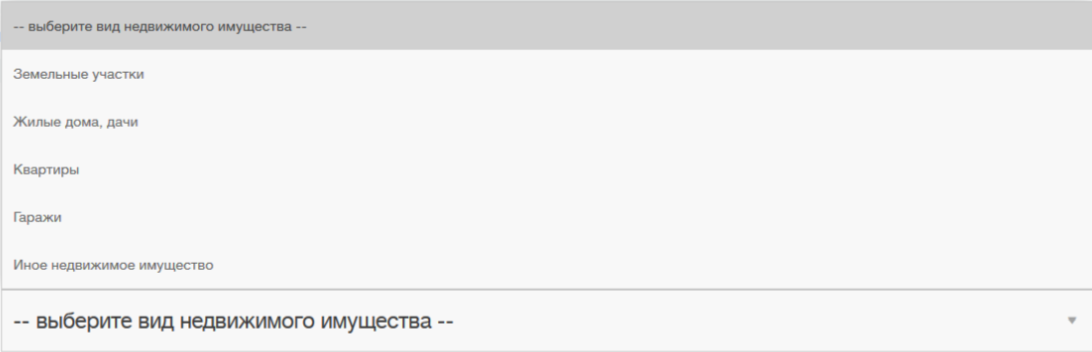 -- выберите вид недвижимого имущества --
Земельные участки
Жилые дома, дачи
Квартиры
Гаражи
Иное недвижимое имущество
-- выберите вид недвижимого имущества --